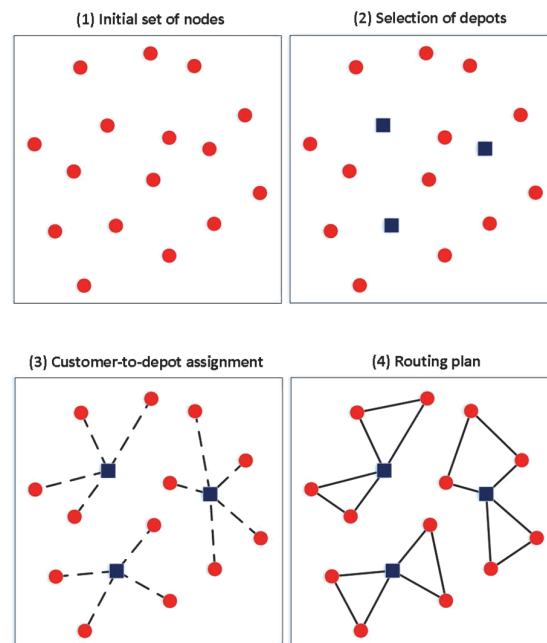 (1) Initial set of nodes
(2) Selection of depots
(3) Customer-to-depot assignment
(4) Routing plan